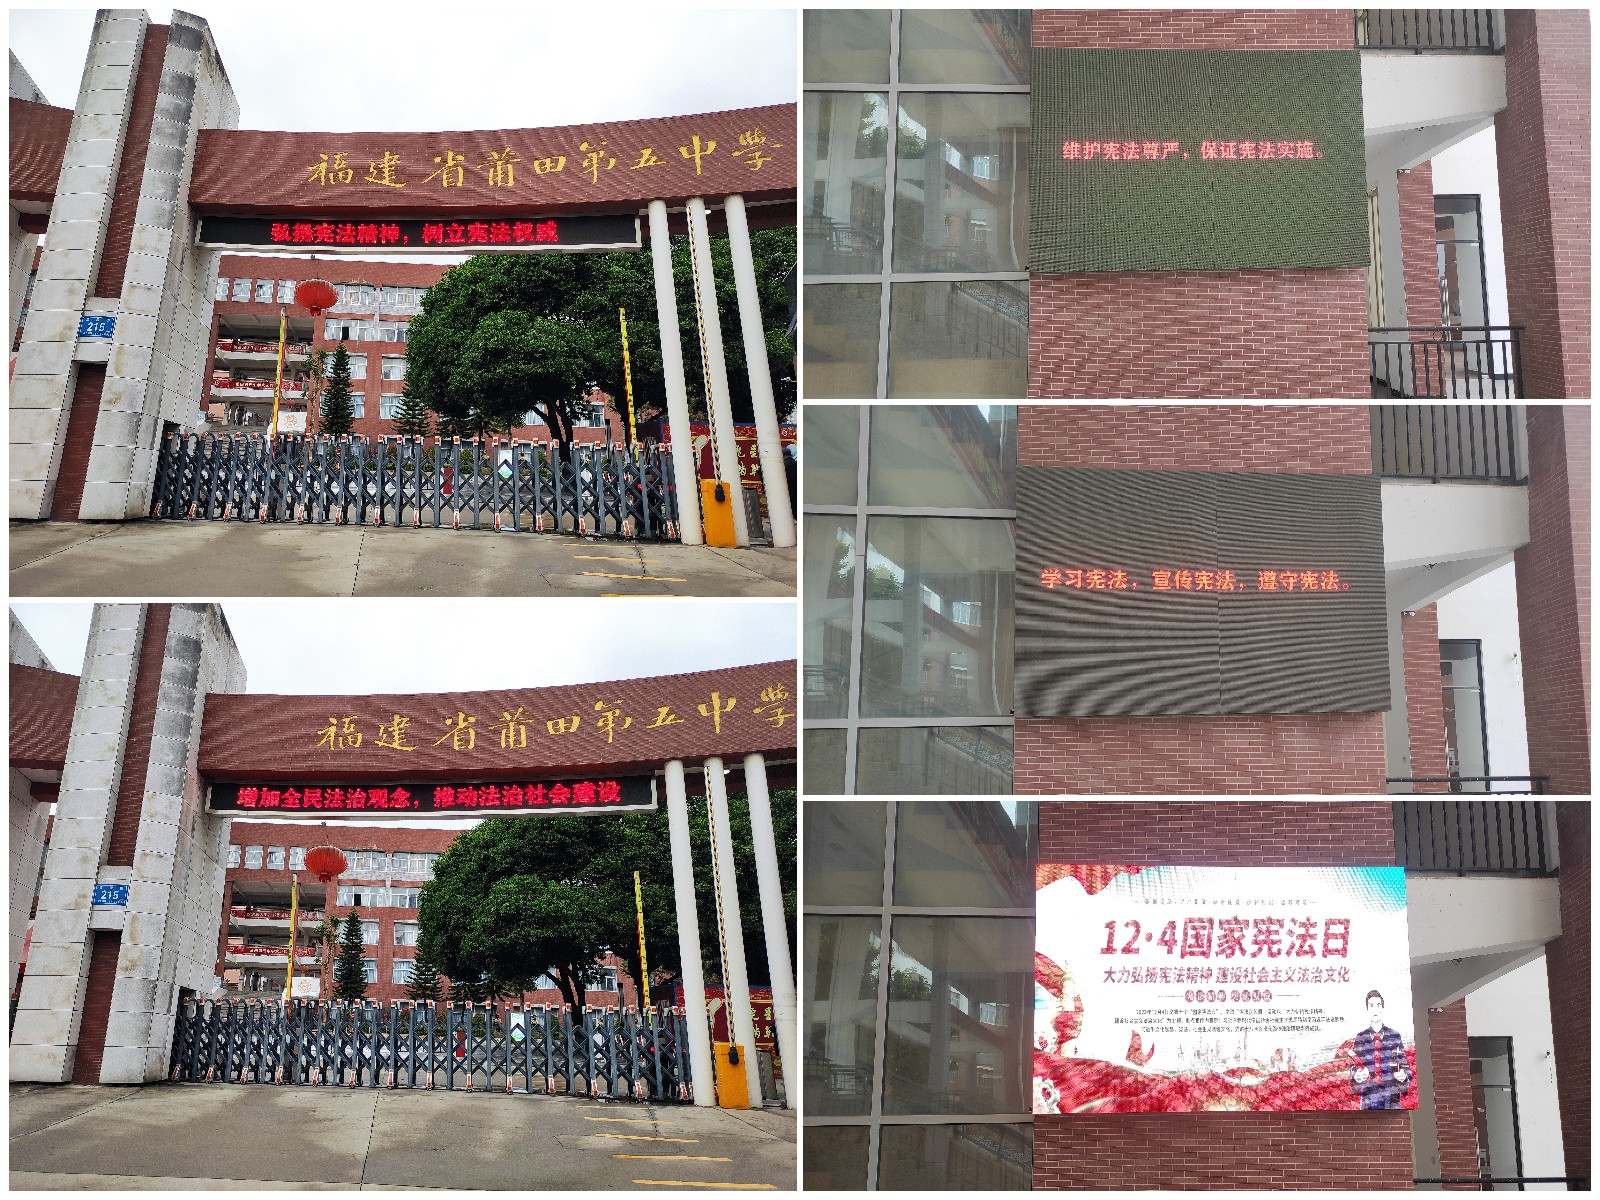 福建省莆田第五中学
弘扬宪法精神，树立宪法权威
215
福建省莆田第五中学
增加全民法治观念，推动法治社会建设
215
维护宪法尊严，保证宪法实施。
学习宪法，宣传宪法，遵守宪法。
12·4国家宪法日
大力弘扬宪法精神 建设社会主义法治文化